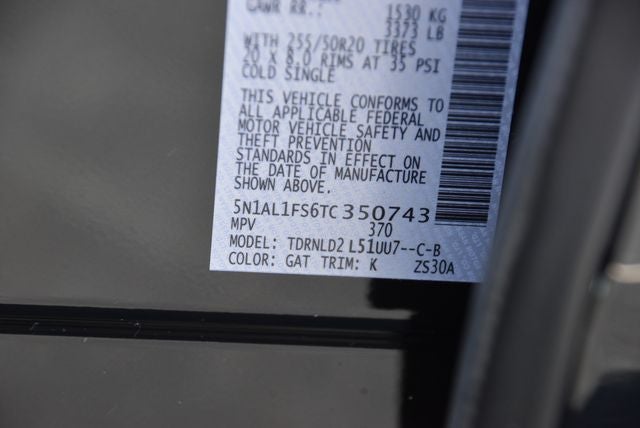 GAWR RR.: 1530 KG
3373 LB
WITH 255/50R20 TIRES
20 X 8.0 RIMS AT 35 PSI
COLD SINGLE
THIS VEHICLE CONFORMS TO
ALL APPLICABLE FEDERAL
MOTOR VEHICLE SAFETY AND
THEFT PREVENTION
STANDARDS IN EFFECT ON
THE DATE OF MANUFACTURE
SHOWN ABOVE.
5N1AL1FS6TC350743
MPV 370
MODEL: TDRNLD2 L51UU7--C-B
COLOR: GAT TRIM: K ZS30A